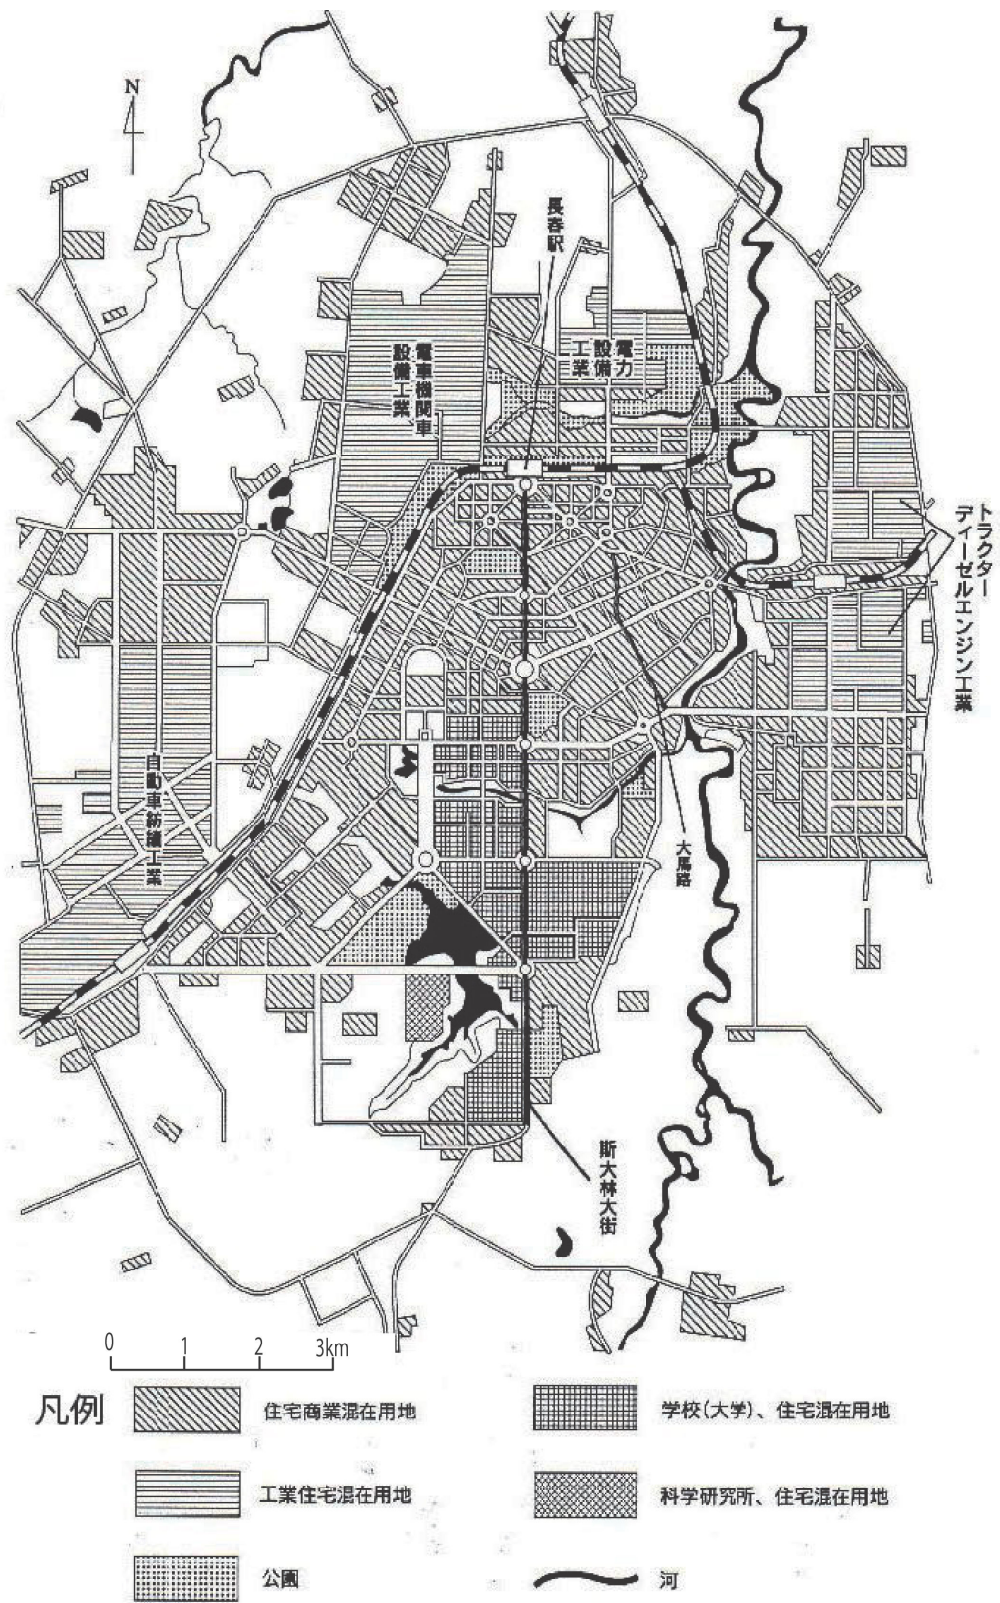 N
長春駅
電車機関車
設備工業
電力
設備
工業
トラクター
ディーゼルエンジン工業
自動車紡織工業
大馬路
斯大林大街
0 1 2 3km
凡例
住宅商業混在用地
学校(大学)、住宅混在用地
工業住宅混在用地
科学研究所、住宅混在用地
公園
河